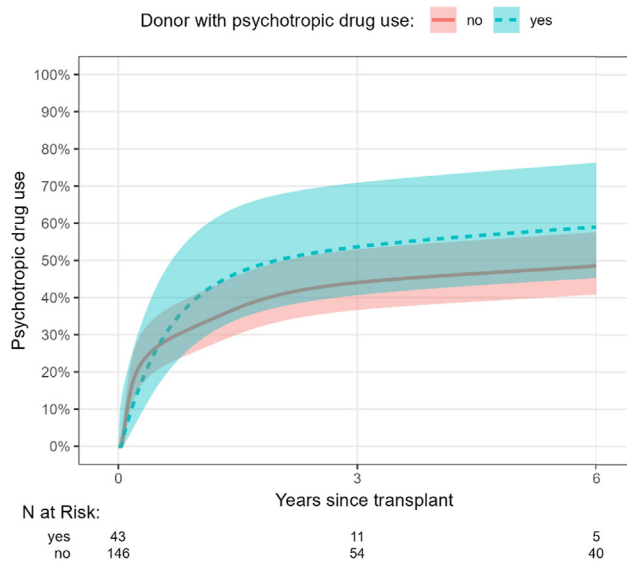 Donor with psychotropic drug use: no yes
100%
90%
80%
70%
60%
50%
40%
30%
20%
10%
0%
Psychotropic drug use
0 3 6
Years since transplant
N at Risk:
yes 43 11 5
no 146 54 40